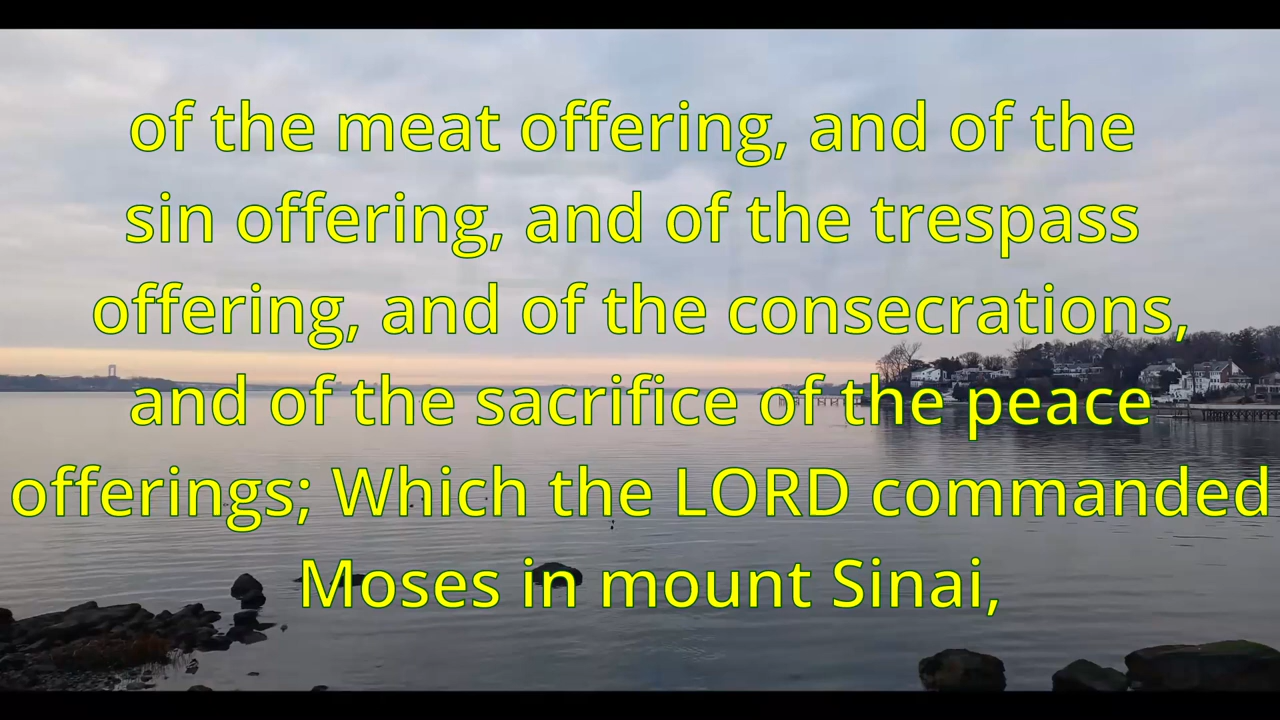 of the meat offering, and of the
sin offering, and of the trespass
offering, and of the consecrations,
and of the sacrifice of the peace
offerings; Which the LORD commanded
Moses in mount Sinai,